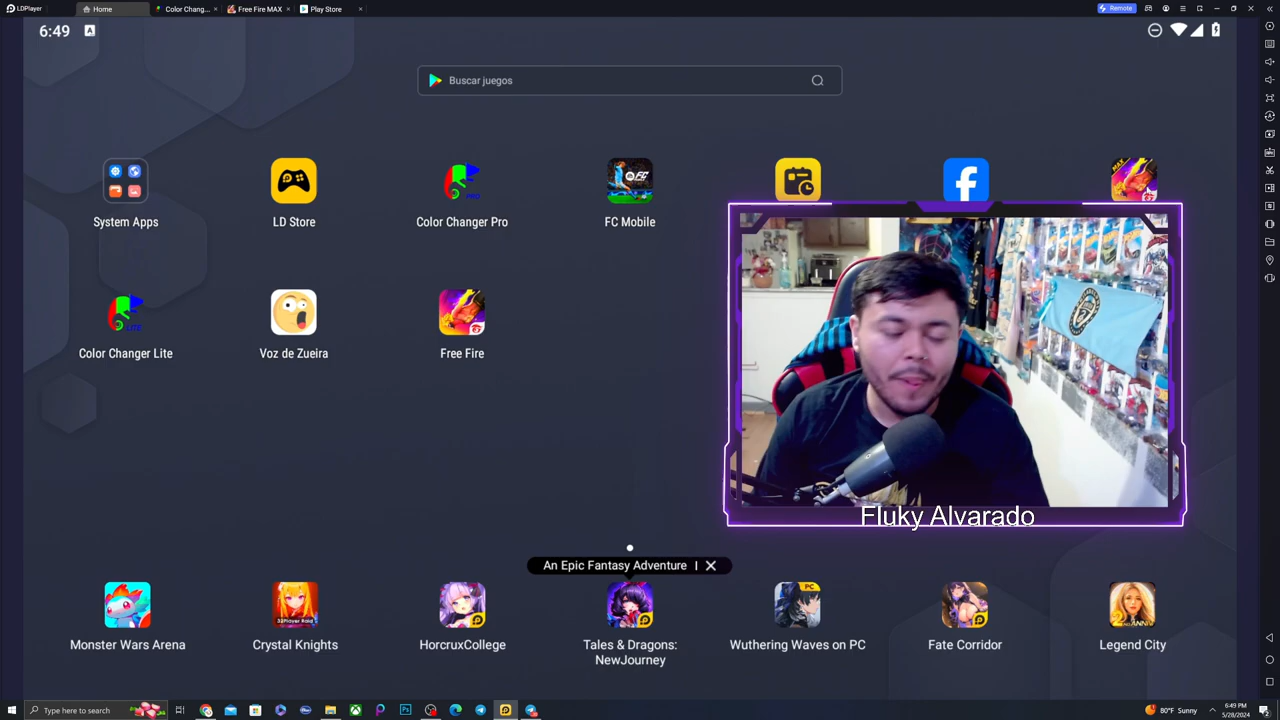 LDPlayer
Home
Color Chang...
Free Fire MAX
Play Store
Remote
6:49
A
Buscar juegos
System Apps
LD Store
Color Changer Pro
FC Mobile
Color Changer Lite
Voz de Zueira
Free Fire
Fluky Alvarado
An Epic Fantasy Adventure
Monster Wars Arena
Crystal Knights
HorcruxCollege
Tales & Dragons:
NewJourney
Wuthering Waves on PC
Fate Corridor
Legend City
Type here to search
80°F Sunny
6:49 PM
5/28/2024